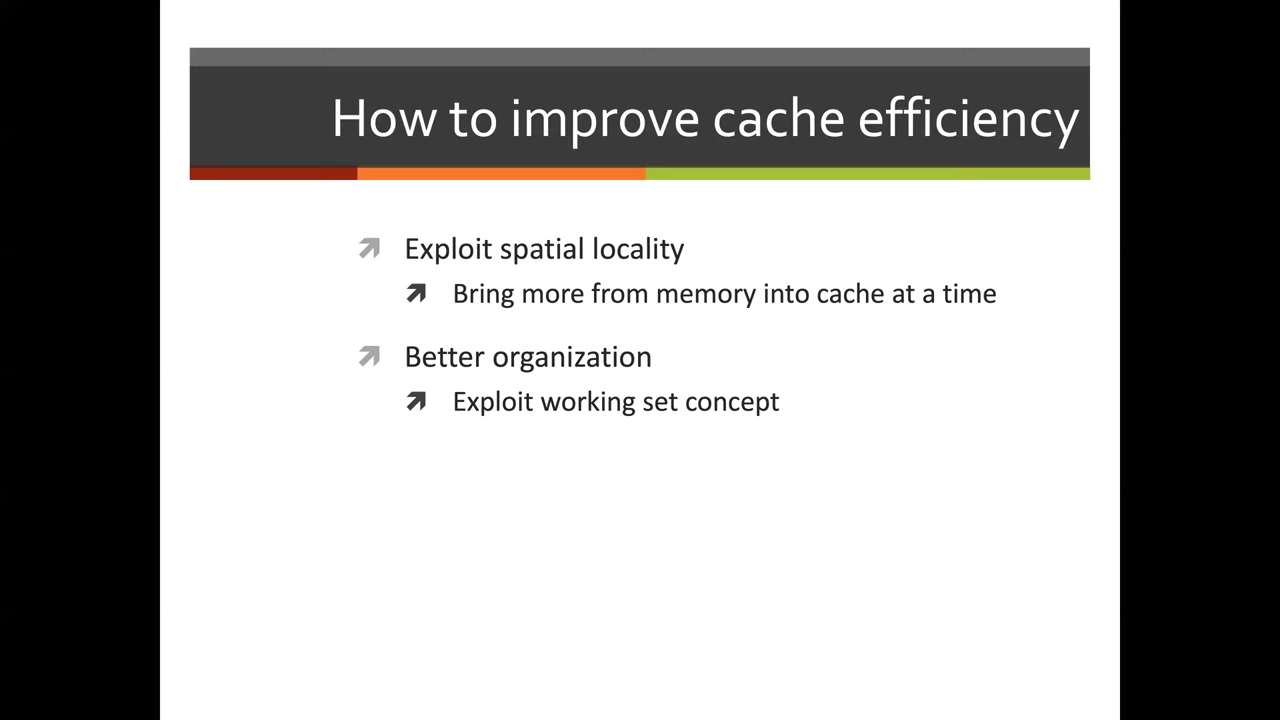 How to improve cache efficiency
Exploit spatial locality
Bring more from memory into cache at a time
Better organization
Exploit working set concept